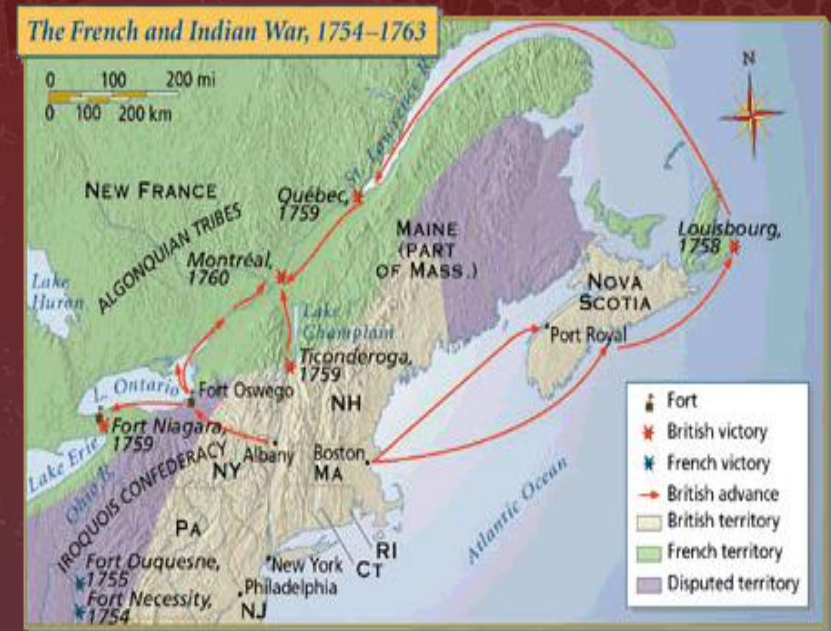 The French and Indian War, 1754–1763
0 100 200 mi
0 100 200 km
N
St. Lawrence R.
NEW FRANCE
ALGONQUIAN TRIBES
Québec,
1759
MAINE
(PART
OF MASS.)
Louisbourg,
1758
Montréal,
1760
Lake
Huron
NOVA
SCOTIA
Port Royal
Lake
Champlain
Ticonderoga,
1759
L. Ontario
Fort Oswego
NH
Fort Niagara,
1759
Lake Erie
Albany
Boston
MA
NY
IROQUOIS CONFEDERACY
Ohio R.
PA
RI
CT
Atlantic Ocean
Fort Duquesne,
1755
New York
Fort Necessity,
1754
Philadelphia
NJ
Fort
British victory
French victory
British advance
British territory
French territory
Disputed territory